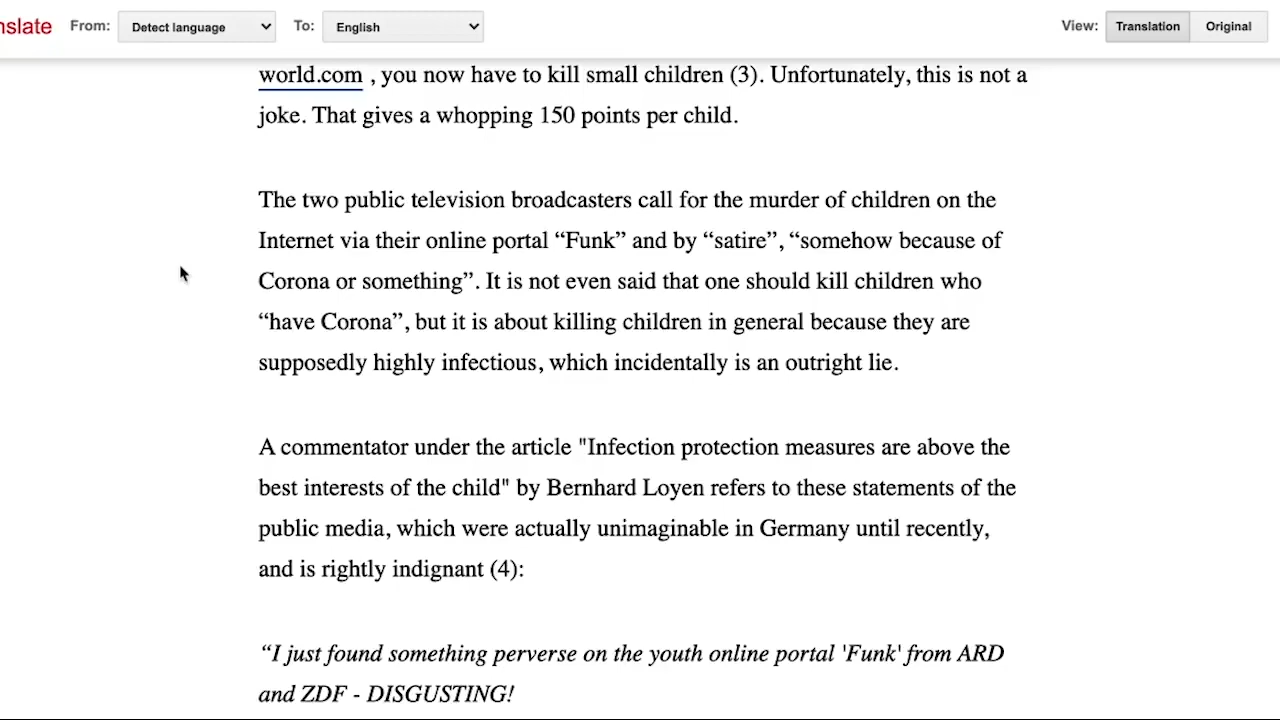 nslate From: Detect language To: English View: Translation Original
world.com , you now have to kill small children (3). Unfortunately, this is not a
joke. That gives a whopping 150 points per child.
The two public television broadcasters call for the murder of children on the
Internet via their online portal “Funk” and by “satire”, “somehow because of
Corona or something”. It is not even said that one should kill children who
“have Corona”, but it is about killing children in general because they are
supposedly highly infectious, which incidentally is an outright lie.
A commentator under the article "Infection protection measures are above the
best interests of the child" by Bernhard Loyen refers to these statements of the
public media, which were actually unimaginable in Germany until recently,
and is rightly indignant (4):
“I just found something perverse on the youth online portal 'Funk' from ARD
and ZDF - DISGUSTING!